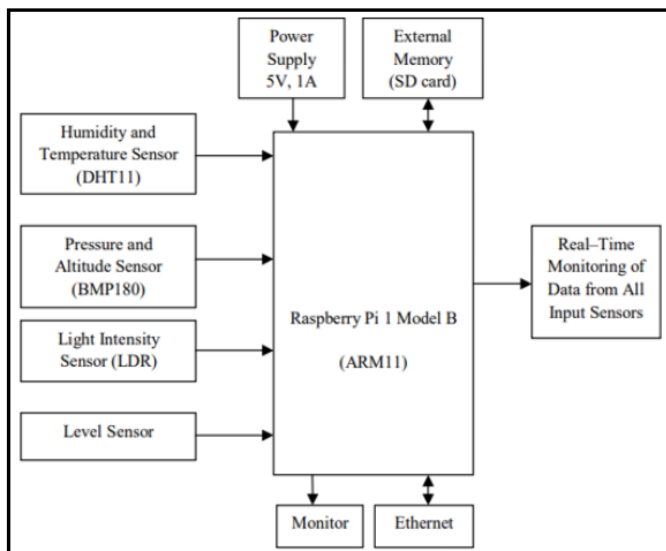 Power
Supply
5V, 1A
External
Memory
(SD card)
Humidity and
Temperature Sensor
(DHT11)
Pressure and
Altitude Sensor
(BMP180)
Light Intensity
Sensor (LDR)
Level Sensor
Raspberry Pi 1 Model B
(ARM11)
Real–Time
Monitoring of
Data from All
Input Sensors
Monitor
Ethernet